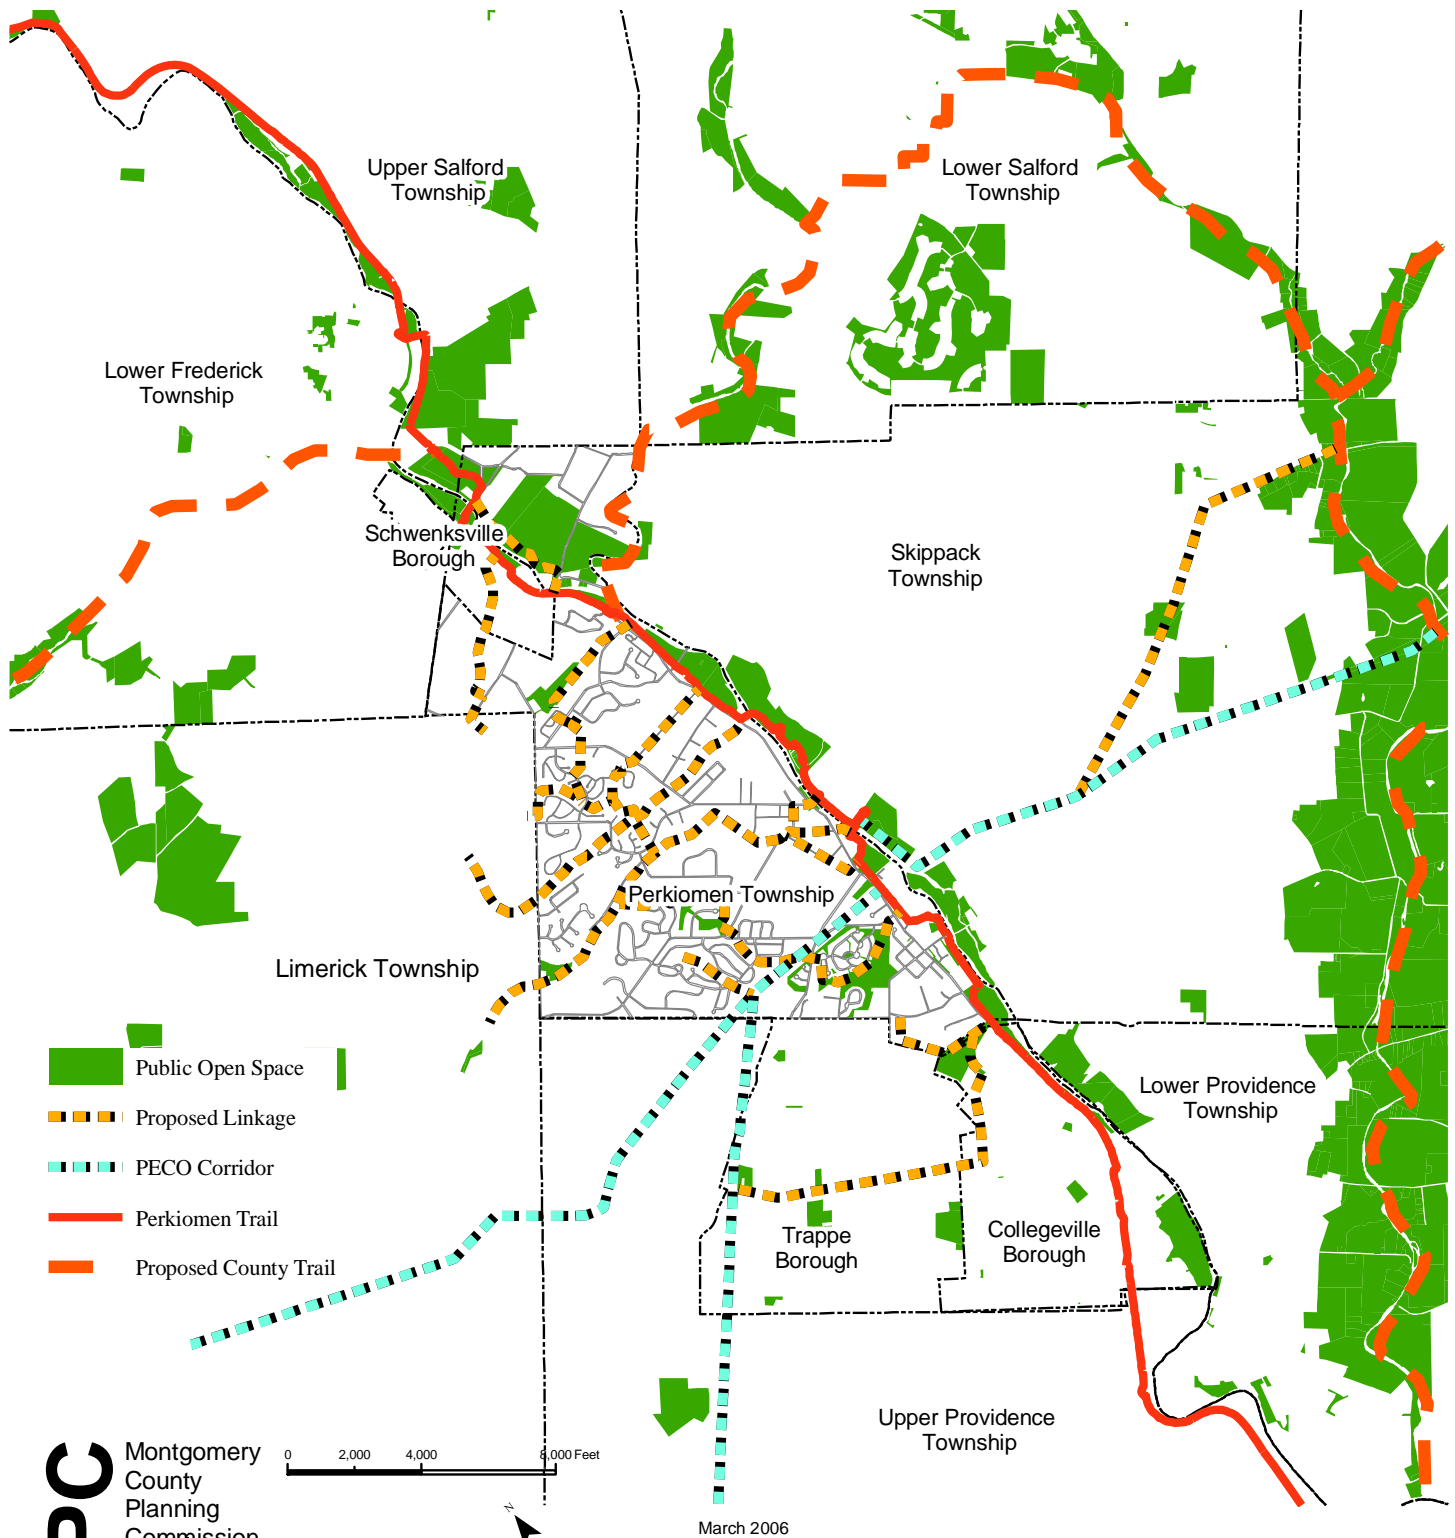 Upper Salford
Township
Lower Salford
Township
Lower Frederick
Township
Schwenksville
Borough
Skippack
Township
Perkiomen Township
Limerick Township
Public Open Space
Proposed Linkage
PECO Corridor
Perkiomen Trail
Proposed County Trail
Lower Providence
Township
Trappe
Borough
Collegeville
Borough
Upper Providence
Township
PC
Montgomery
County
Planning
Commission
0 2,000 4,000 8,000 Feet
N
March 2006